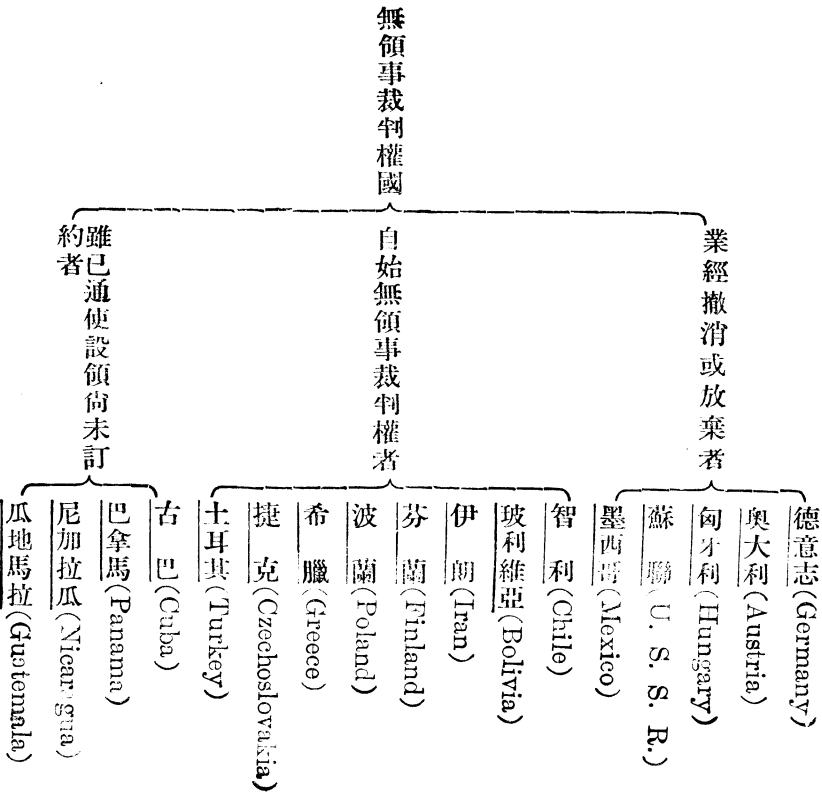 無領事裁判權國
業經撤消或放棄者
德意志(Germany)
奧大利(Austria)
匈牙利(Hungary)
蘇聯(U. S. S. R.)
墨西哥(Mexico)
自始無領事裁判權者
智利(Chile)
玻利維亞(Bolivia)
伊朗(Iran)
芬蘭(Finland)
波蘭(Poland)
希臘(Greece)
捷克(Czechoslovakia)
土耳其(Turkey)
雖已通使設領尙未訂
約者
古巴(Cuba)
巴拿馬(Panama)
尼加拉瓜(Nicaragua)
瓜地馬拉(Guatemala)